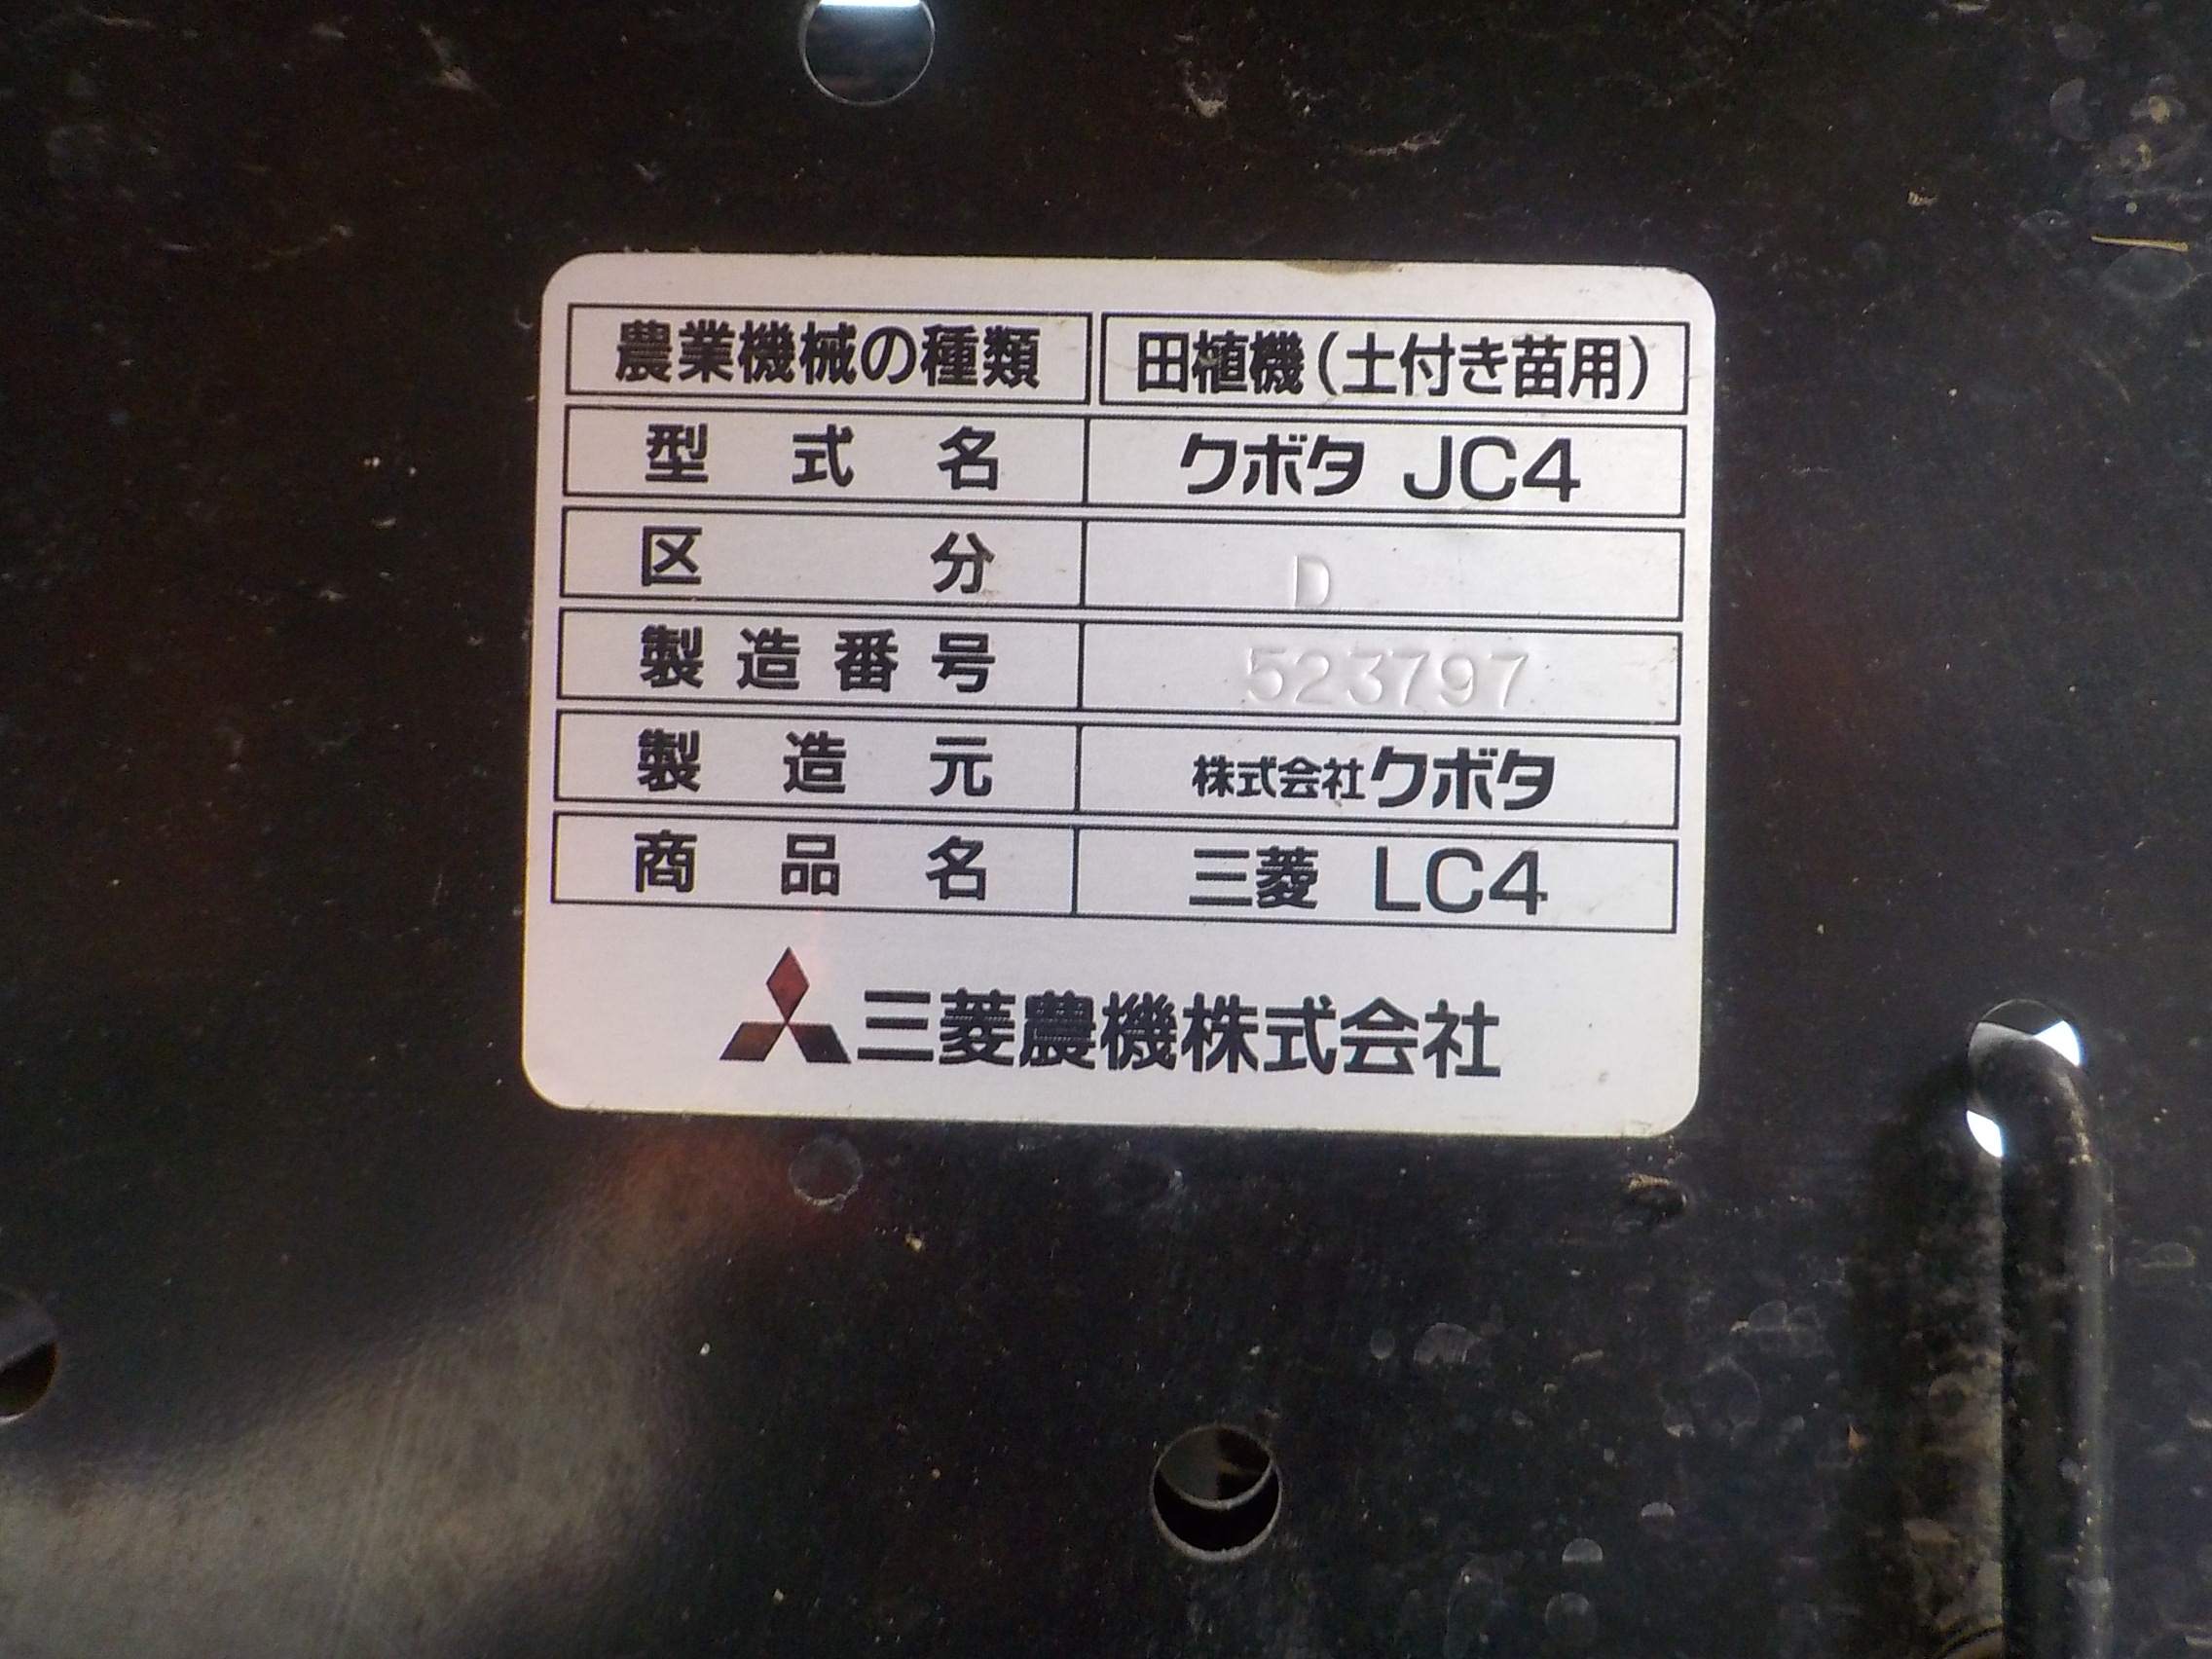 農業機械の種類 田植機(土付き苗用)
型式名 クボタ JC4
区分 D
製造番号 523797
製造元 株式会社クボタ
商品名 三菱 LC4
三菱農機株式会社